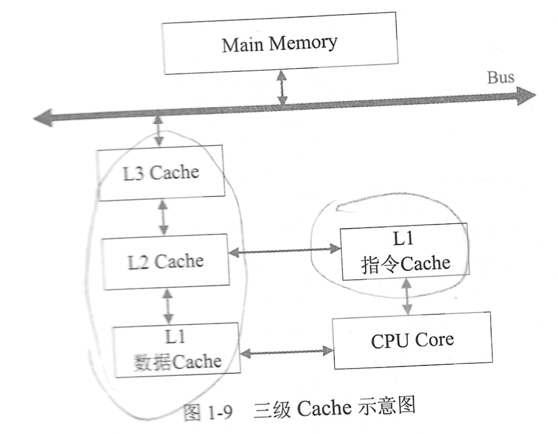 Main Memory
Bus
L3 Cache
L2 Cache
L1
指令Cache
L1
数据Cache
CPU Core
图 1-9 三级 Cache 示意图